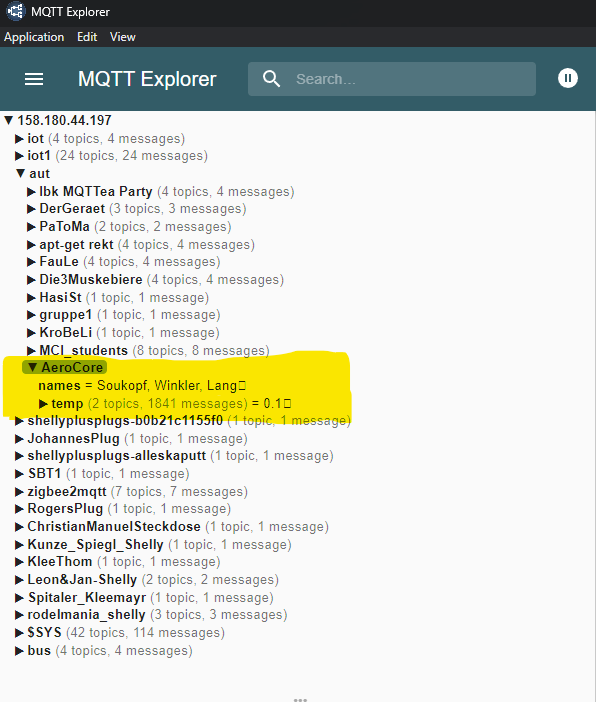 MQTT Explorer
Application Edit View
MQTT Explorer Search...
▼ 158.180.44.197
▶ iot (4 topics, 4 messages)
▶ iot1 (24 topics, 24 messages)
▼ aut
▶ Ibk MQTTea Party (4 topics, 4 messages)
▶ DerGeraet (3 topics, 3 messages)
▶ PaToMa (2 topics, 2 messages)
▶ apt-get rekt (4 topics, 4 messages)
▶ FauLe (4 topics, 4 messages)
▶ Die3Muskebiere (4 topics, 4 messages)
▶ HasiSt (1 topic, 1 message)
▶ gruppe1 (1 topic, 1 message)
▶ KroBeLi (1 topic, 1 message)
▶ MCI_students (8 topics, 8 messages)
▼ AeroCore
names = Soukopf, Winkler, Lang▯
▶ temp (2 topics, 1841 messages) = 0.1▯
▶ shellyplusplugs-b0b21c1155f0 (1 topic, 1 message)
▶ JohannesPlug (1 topic, 1 message)
▶ shellyplusplugs-alleskaputt (1 topic, 1 message)
▶ SBT1 (1 topic, 1 message)
▶ zigbee2mqtt (7 topics, 7 messages)
▶ RogersPlug (1 topic, 1 message)
▶ ChristianManuelSteckdose (1 topic, 1 message)
▶ Kunze_Spiegl_Shelly (1 topic, 1 message)
▶ KleeThom (1 topic, 1 message)
▶ Leon&Jan-Shelly (2 topics, 2 messages)
▶ Spitaler_Kleemayr (1 topic, 1 message)
▶ rodelmania_shelly (3 topics, 3 messages)
▶ $SYS (42 topics, 114 messages)
▶ bus (4 topics, 4 messages)